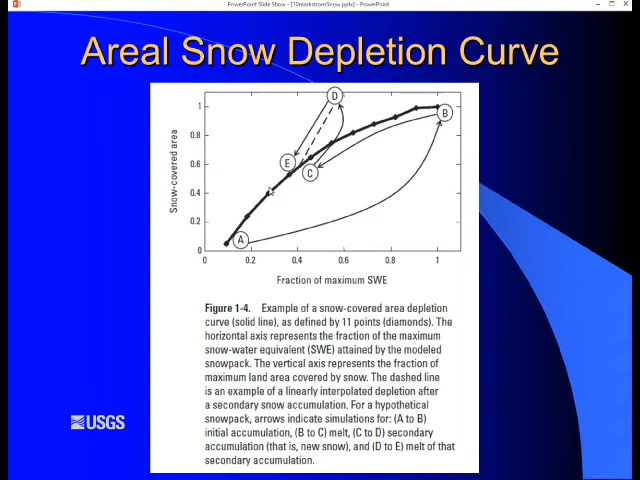 PowerPoint Slide Show - [10markstromSnow.pptx] - PowerPoint
Areal Snow Depletion Curve
D
1
B
0.8
E
C
0.6
Snow-covered area
0.4
0.2
A
0
0 0.2 0.4 0.6 0.8 1
Fraction of maximum SWE
Figure 1-4. Example of a snow-covered area depletion
curve (solid line), as defined by 11 points (diamonds). The
horizontal axis represents the fraction of the maximum
snow-water equivalent (SWE) attained by the modeled
snowpack. The vertical axis represents the fraction of
maximum land area covered by snow. The dashed line
is an example of a linearly interpolated depletion after
a secondary snow accumulation. For a hypothetical
snowpack, arrows indicate simulations for: (A to B)
initial accumulation, (B to C) melt, (C to D) secondary
accumulation (that is, new snow), and (D to E) melt of that
secondary accumulation.
USGS